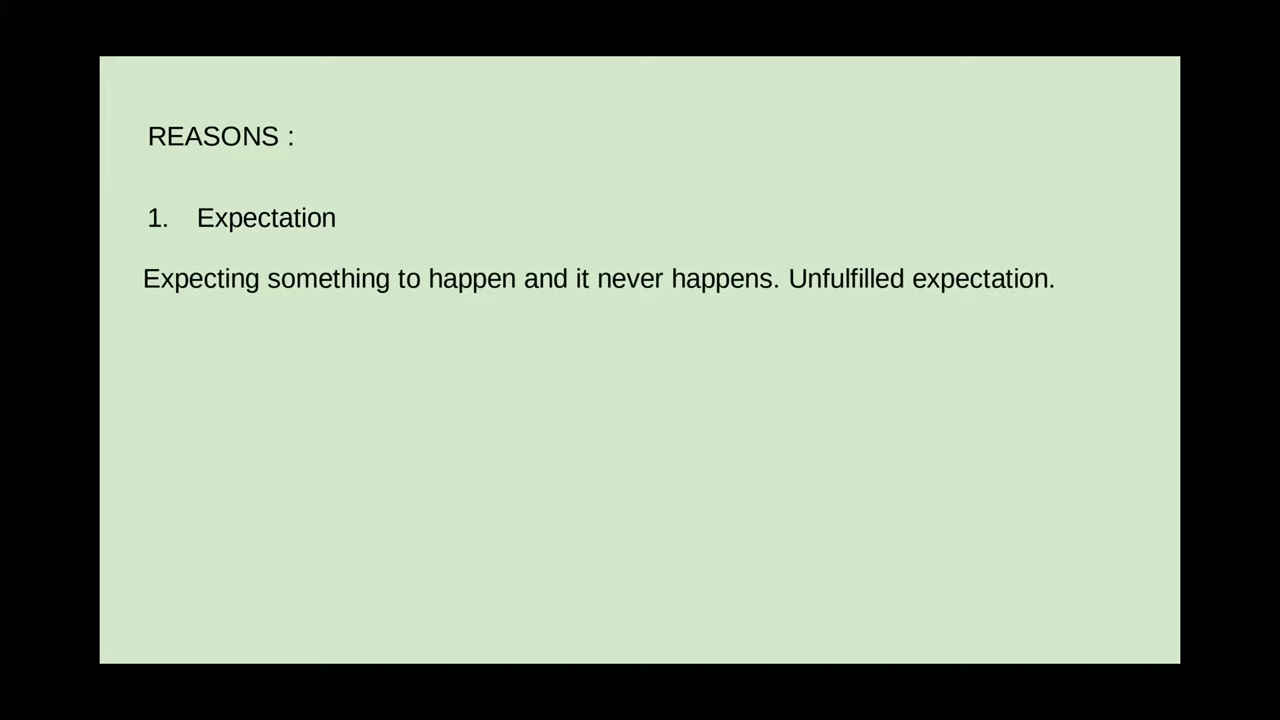 REASONS :
1. Expectation
Expecting something to happen and it never happens. Unfulfilled expectation.